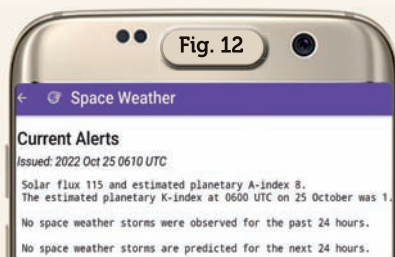 Fig. 12
← Space Weather
Current Alerts
Issued: 2022 Oct 25 0610 UTC
Solar flux 115 and estimated planetary A-index 8.
The estimated planetary K-index at 0600 UTC on 25 October was 1.
No space weather storms were observed for the past 24 hours.
No space weather storms are predicted for the next 24 hours.